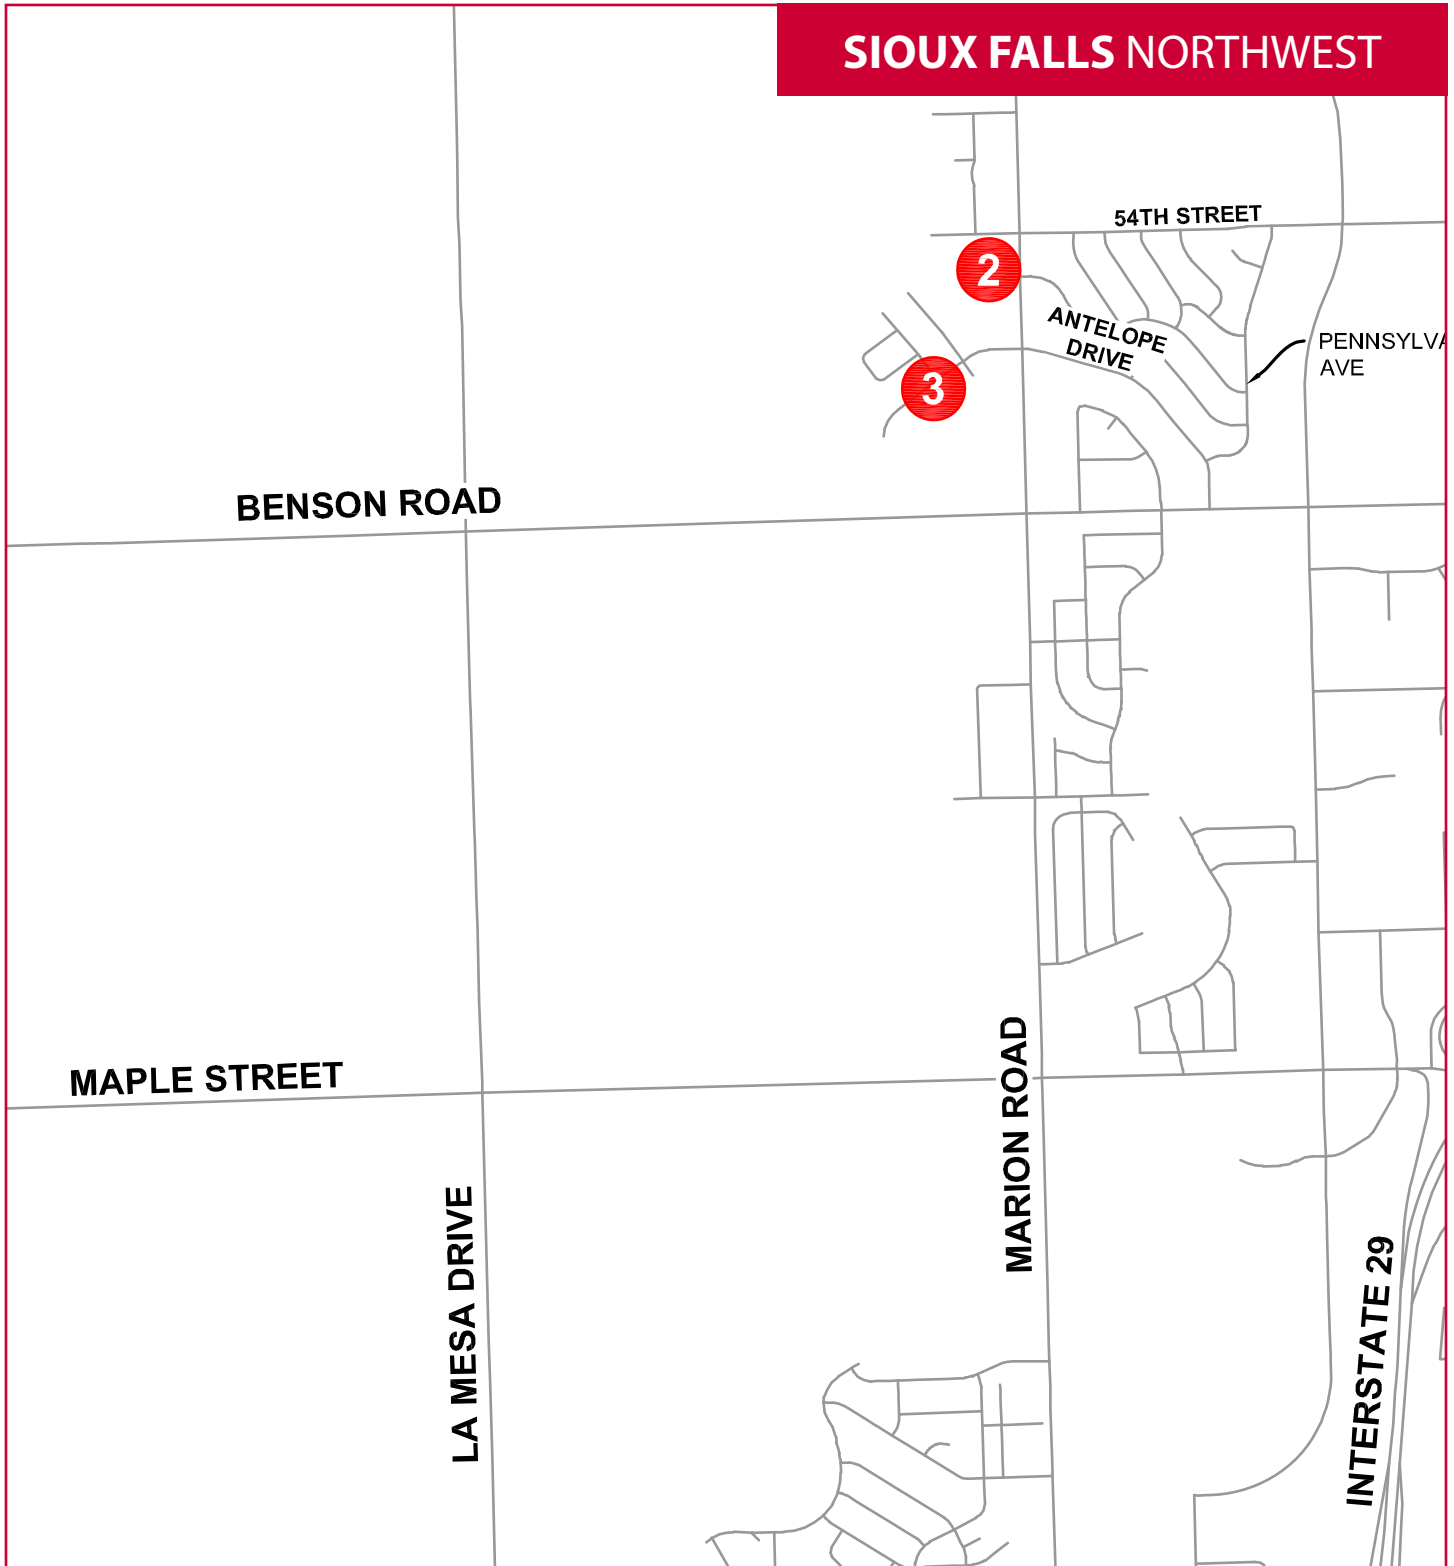 SIOUX FALLS NORTHWEST
54TH STREET
2
ANTELOPE
DRIVE
PENNSYLVA
AVE
3
BENSON ROAD
MAPLE STREET
MARION ROAD
LA MESA DRIVE
INTERSTATE 29